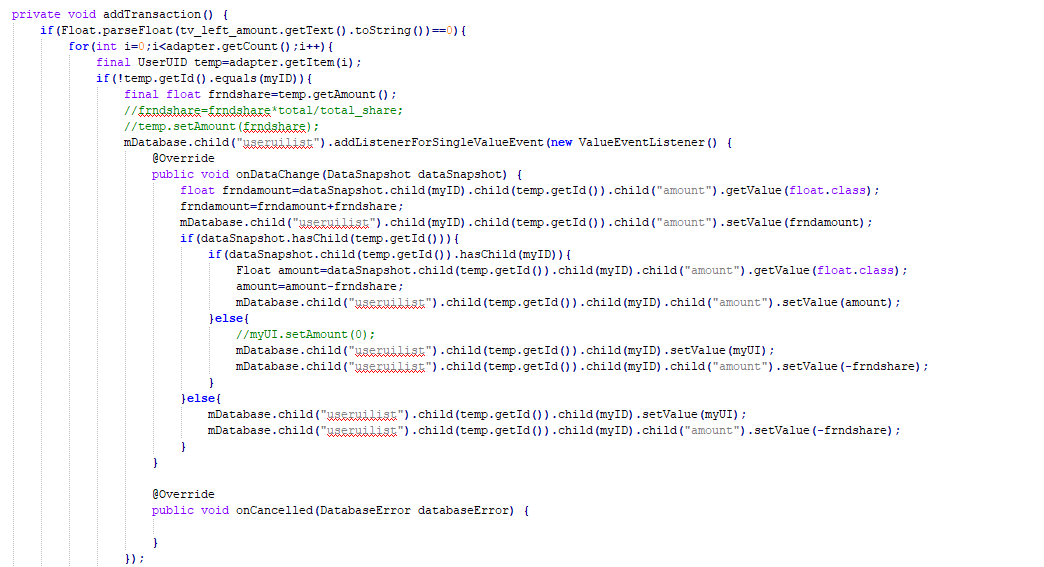 private void addTransaction() {
    if(Float.parseFloat(tv_left_amount.getText().toString())==0){
        for(int i=0;i<adapter.getCount();i++){
            final UserUID temp=adapter.getItem(i);
            if(!temp.getId().equals(myID)){
                final float frndshare=temp.getAmount();
                //frndshare=frndshare*total/total_share;
                //temp.setAmount(frndshare);
                mDatabase.child("useruilist").addListenerForSingleValueEvent(new ValueEventListener() {
                    @Override
                    public void onDataChange(DataSnapshot dataSnapshot) {
                        float frndamount=dataSnapshot.child(myID).child(temp.getId()).child("amount").getValue(float.class);
                        frndamount=frndamount+frndshare;
                        mDatabase.child("useruilist").child(myID).child(temp.getId()).child("amount").setValue(frndamount);
                        if(dataSnapshot.hasChild(temp.getId())){
                            if(dataSnapshot.child(temp.getId()).hasChild(myID)){
                                Float amount=dataSnapshot.child(temp.getId()).child(myID).child("amount").getValue(float.class);
                                amount=amount-frndshare;
                                mDatabase.child("useruilist").child(temp.getId()).child(myID).child("amount").setValue(amount);
                            }else{
                                //myUI.setAmount(0);
                                mDatabase.child("useruilist").child(temp.getId()).child(myID).setValue(myUI);
                                mDatabase.child("useruilist").child(temp.getId()).child(myID).child("amount").setValue(-frndshare);
                            }
                        }else{
                            mDatabase.child("useruilist").child(temp.getId()).child(myID).setValue(myUI);
                            mDatabase.child("useruilist").child(temp.getId()).child(myID).child("amount").setValue(-frndshare);
                        }
                    }

                    @Override
                    public void onCancelled(DatabaseError databaseError) {

                    }
                });